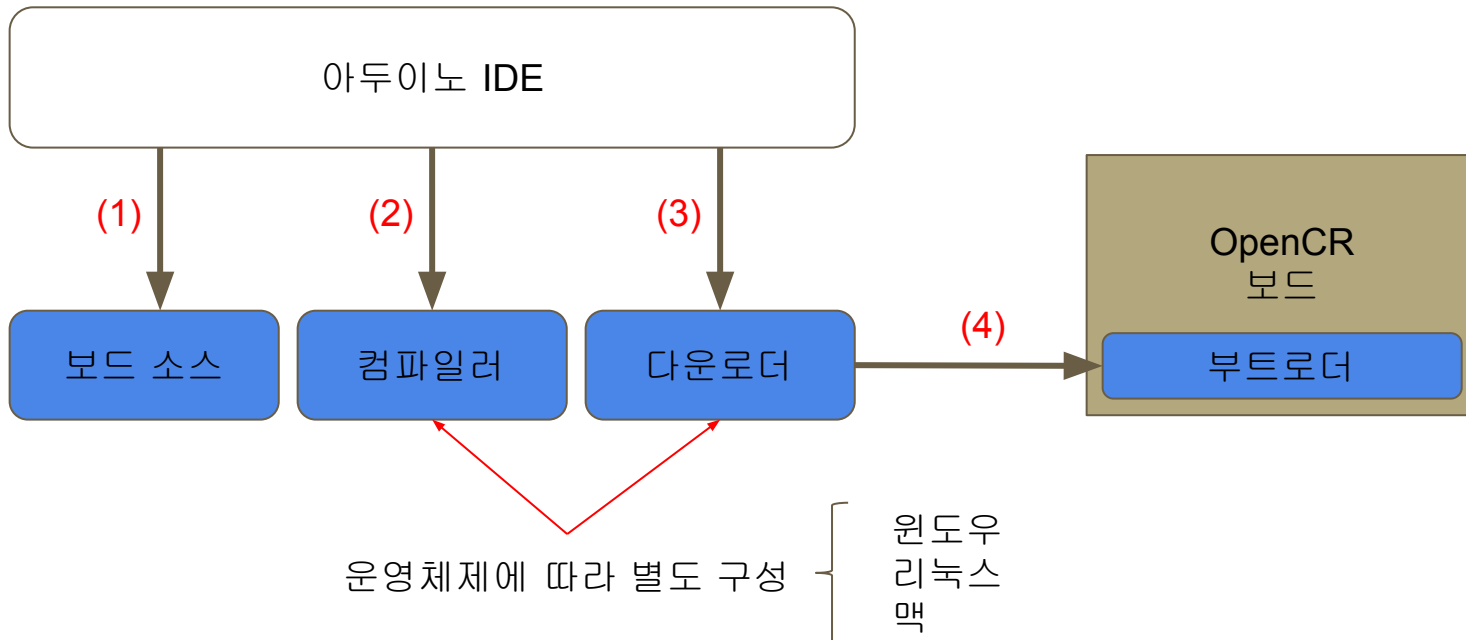 아두이노 IDE
(1)
(2)
(3)
OpenCR
보드
보드 소스
컴파일러
다운로더
(4)
부트로더
운영체제에 따라 별도 구성
윈도우
리눅스
맥